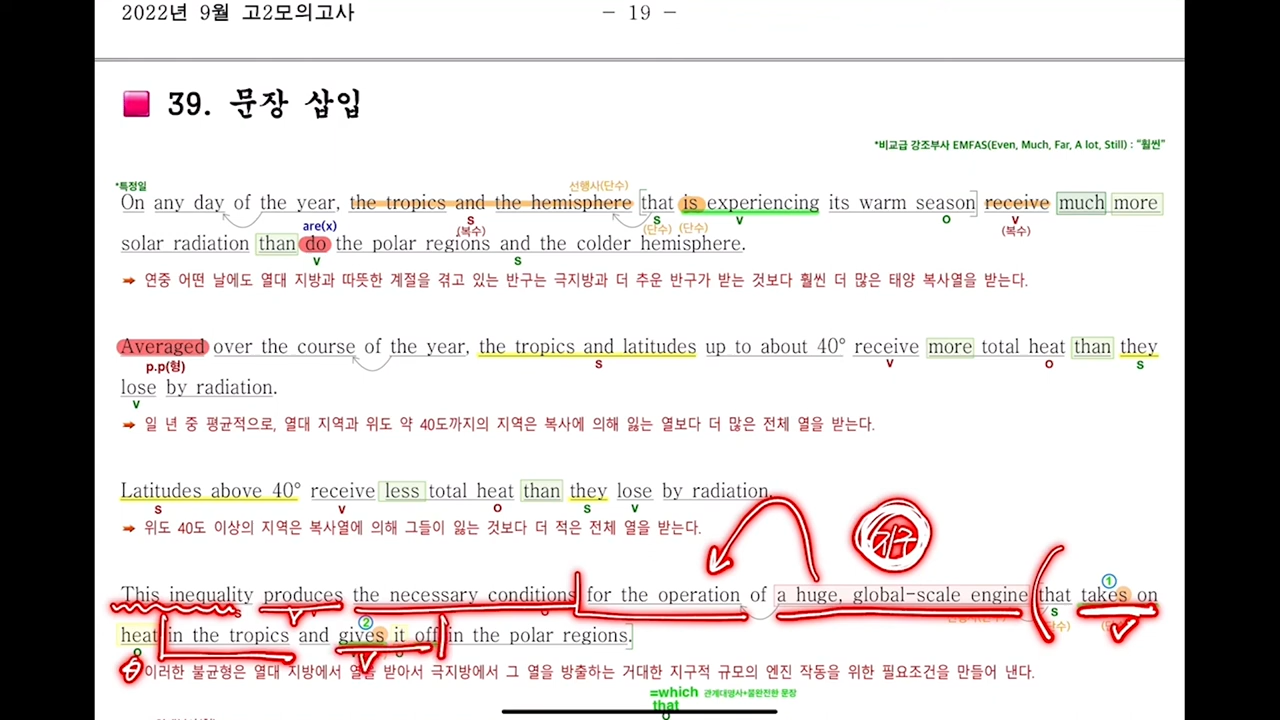 2022년 9월 고2모의고사 − 19 −
39. 문장 삽입
*비교급 강조부사 EMFAS(Even, Much, Far, A lot, Still) : "훨씬"
*특정일 선행사(단수)
On any day of the year, the tropics and the hemisphere [that is experiencing its warm season] receive much more
S (복수) S (단수) (단수) V O V (복수)
are(x)
solar radiation than do the polar regions and the colder hemisphere.
V S
➡ 연중 어떤 날에도 열대 지방과 따뜻한 계절을 겪고 있는 반구는 극지방과 더 추운 반구가 받는 것보다 훨씬 더 많은 태양 복사열을 받는다.
Averaged over the course of the year, the tropics and latitudes up to about 40° receive more total heat than they
p.p(형) S V O S
lose by radiation.
V
➡ 일 년 중 평균적으로, 열대 지역과 위도 약 40도까지의 지역은 복사에 의해 잃는 열보다 더 많은 전체 열을 받는다.
Latitudes above 40° receive less total heat than they lose by radiation.
S V O S V
➡ 위도 40도 이상의 지역은 복사열에 의해 그들이 잃는 것보다 더 적은 전체 열을 받는다.
지구
①
This inequality produces the necessary conditions for the operation of a huge, global-scale engine that takes on
S
②
heat in the tropics and gives it off in the polar regions.]
이러한 불균형은 열대 지방에서 열을 받아서 극지방에서 그 열을 방출하는 거대한 지구적 규모의 엔진 작동을 위한 필요조건을 만들어 낸다.
=which 관계대명사+불완전한 문장
that
O